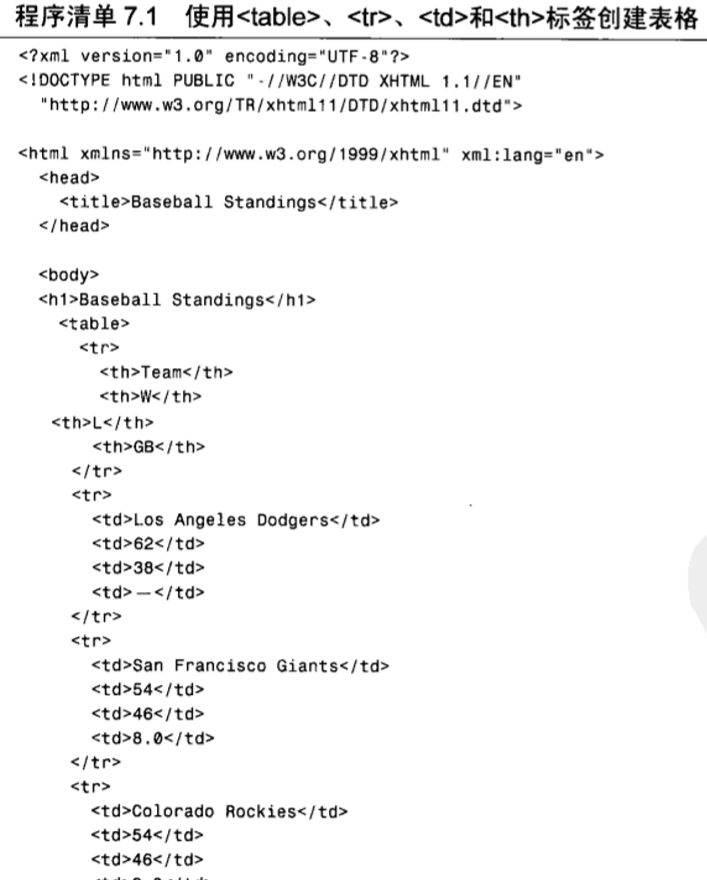 程序清单 7.1 使用<table>、<tr>、<td>和<th>标签创建表格
<?xml version="1.0" encoding="UTF-8"?>
<!DOCTYPE html PUBLIC "-//W3C//DTD XHTML 1.1//EN"
"http://www.w3.org/TR/xhtml11/DTD/xhtml11.dtd">
<html xmlns="http://www.w3.org/1999/xhtml" xml:lang="en">
<head>
<title>Baseball Standings</title>
</head>
<body>
<h1>Baseball Standings</h1>
<table>
<tr>
<th>Team</th>
<th>W</th>
<th>L</th>
<th>GB</th>
</tr>
<tr>
<td>Los Angeles Dodgers</td>
<td>62</td>
<td>38</td>
<td>—</td>
</tr>
<tr>
<td>San Francisco Giants</td>
<td>54</td>
<td>46</td>
<td>8.0</td>
</tr>
<tr>
<td>Colorado Rockies</td>
<td>54</td>
<td>46</td>